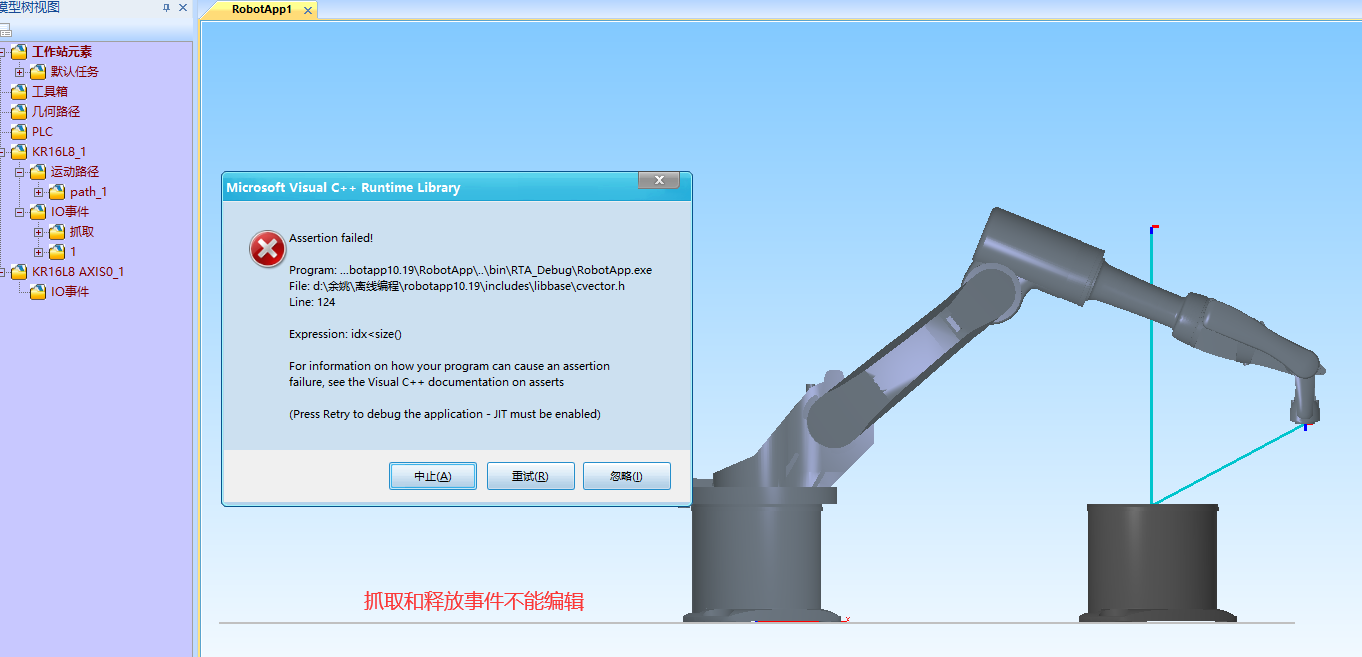 模型树视图
RobotApp1
工作站元素
默认任务
工具箱
几何路径
PLC
KR16L8_1
运动路径
path_1
IO事件
抓取
1
KR16L8 AXIS0_1
IO事件
Microsoft Visual C++ Runtime Library
Assertion failed!
Program: ...botapp10.19\RobotApp\..\bin\RTA_Debug\RobotApp.exe
File: d:\余姚\离线编程\robotapp10.19\includes\libbase\cvector.h
Line: 124
Expression: idx<size()
For information on how your program can cause an assertion
failure, see the Visual C++ documentation on asserts
(Press Retry to debug the application - JIT must be enabled)
中止(A)
重试(R)
忽略(I)
抓取和释放事件不能编辑
x